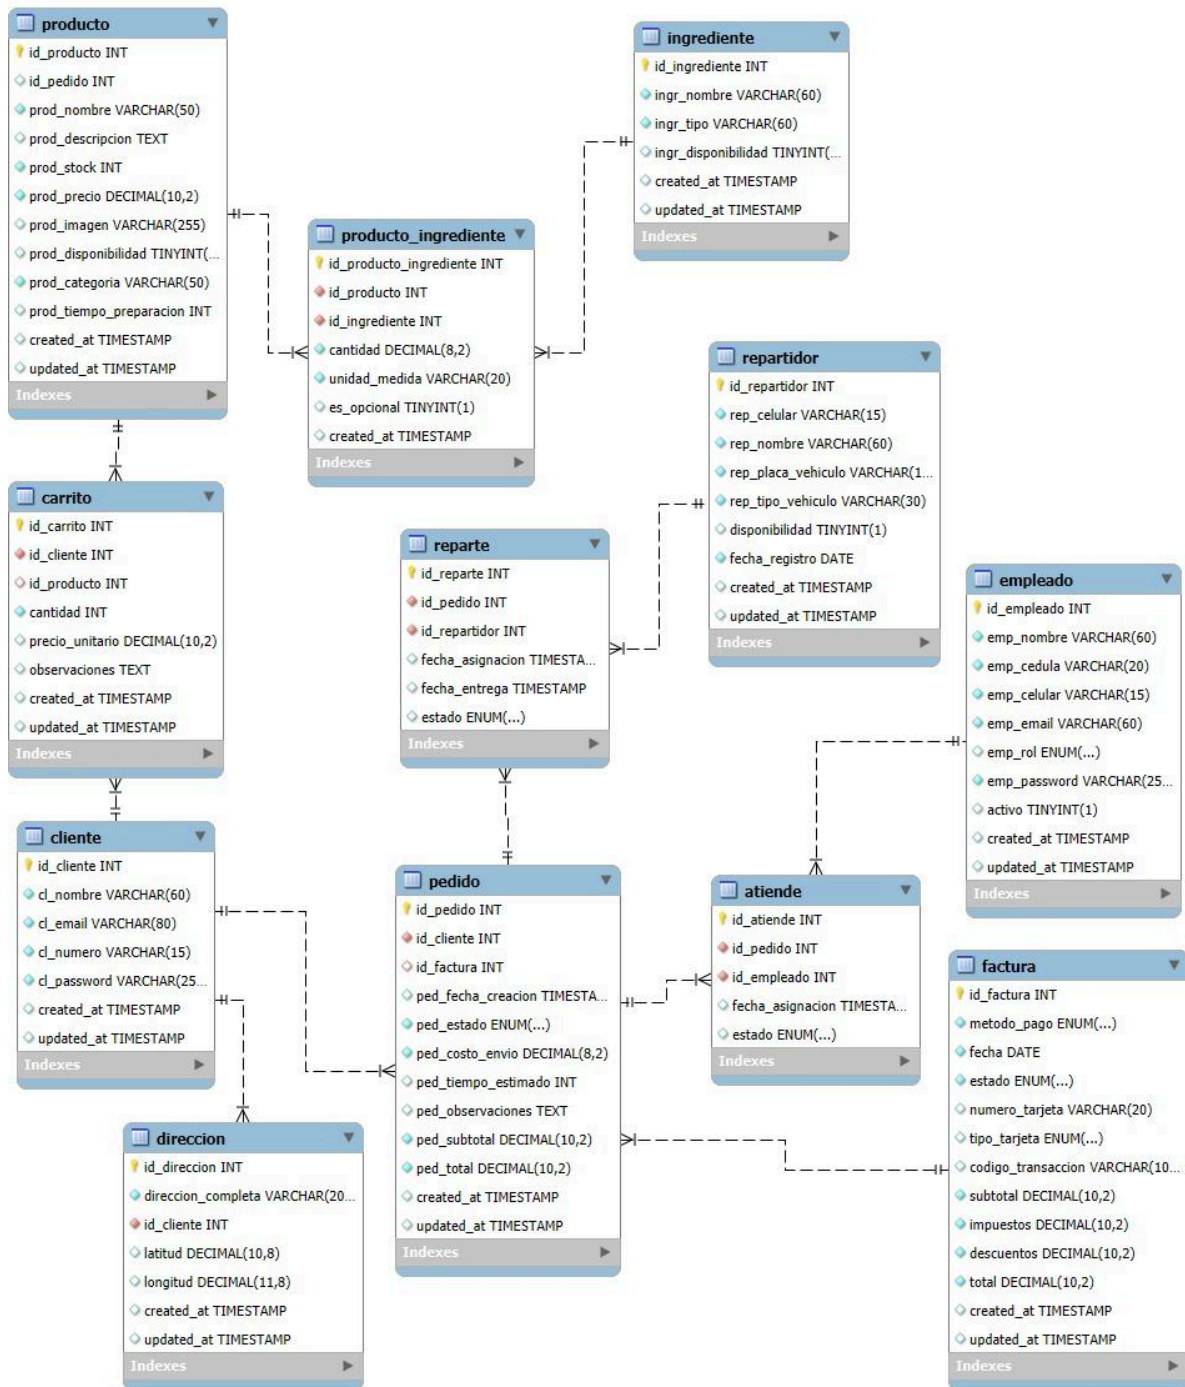 producto
id_producto INT
id_pedido INT
prod_nombre VARCHAR(50)
prod_descripcion TEXT
prod_stock INT
prod_precio DECIMAL(10,2)
prod_imagen VARCHAR(255)
prod_disponibilidad TINYINT(...
prod_categoria VARCHAR(50)
prod_tiempo_preparacion INT
created_at TIMESTAMP
updated_at TIMESTAMP
Indexes
ingrediente
id_ingrediente INT
ingr_nombre VARCHAR(60)
ingr_tipo VARCHAR(60)
ingr_disponibilidad TINYINT(...
created_at TIMESTAMP
updated_at TIMESTAMP
Indexes
producto_ingrediente
id_producto_ingrediente INT
id_producto INT
id_ingrediente INT
cantidad DECIMAL(8,2)
unidad_medida VARCHAR(20)
es_opcional TINYINT(1)
created_at TIMESTAMP
Indexes
repartidor
id_repartidor INT
rep_celular VARCHAR(15)
rep_nombre VARCHAR(60)
rep_placa_vehiculo VARCHAR(1...
rep_tipo_vehiculo VARCHAR(30)
disponibilidad TINYINT(1)
fecha_registro DATE
created_at TIMESTAMP
updated_at TIMESTAMP
Indexes
carrito
id_carrito INT
id_cliente INT
id_producto INT
cantidad INT
precio_unitario DECIMAL(10,2)
observaciones TEXT
created_at TIMESTAMP
updated_at TIMESTAMP
Indexes
reparte
id_reparte INT
id_pedido INT
id_repartidor INT
fecha_asignacion TIMESTA...
fecha_entrega TIMESTAMP
estado ENUM(...)
Indexes
empleado
id_empleado INT
emp_nombre VARCHAR(60)
emp_cedula VARCHAR(20)
emp_celular VARCHAR(15)
emp_email VARCHAR(60)
emp_rol ENUM(...)
emp_password VARCHAR(25...
activo TINYINT(1)
created_at TIMESTAMP
updated_at TIMESTAMP
Indexes
cliente
id_cliente INT
cl_nombre VARCHAR(60)
cl_email VARCHAR(80)
cl_numero VARCHAR(15)
cl_password VARCHAR(25...
created_at TIMESTAMP
updated_at TIMESTAMP
Indexes
pedido
id_pedido INT
id_cliente INT
id_factura INT
ped_fecha_creacion TIMESTA...
ped_estado ENUM(...)
ped_costo_envio DECIMAL(8,2)
ped_tiempo_estimado INT
ped_observaciones TEXT
ped_subtotal DECIMAL(10,2)
ped_total DECIMAL(10,2)
created_at TIMESTAMP
updated_at TIMESTAMP
Indexes
atiende
id_atiende INT
id_pedido INT
id_empleado INT
fecha_asignacion TIMESTA...
estado ENUM(...)
Indexes
factura
id_factura INT
metodo_pago ENUM(...)
fecha DATE
estado ENUM(...)
numero_tarjeta VARCHAR(20)
tipo_tarjeta ENUM(...)
codigo_transaccion VARCHAR(10...
subtotal DECIMAL(10,2)
impuestos DECIMAL(10,2)
descuentos DECIMAL(10,2)
total DECIMAL(10,2)
created_at TIMESTAMP
updated_at TIMESTAMP
Indexes
direccion
id_direccion INT
direccion_completa VARCHAR(20...
id_cliente INT
latitud DECIMAL(10,8)
longitud DECIMAL(11,8)
created_at TIMESTAMP
updated_at TIMESTAMP
Indexes